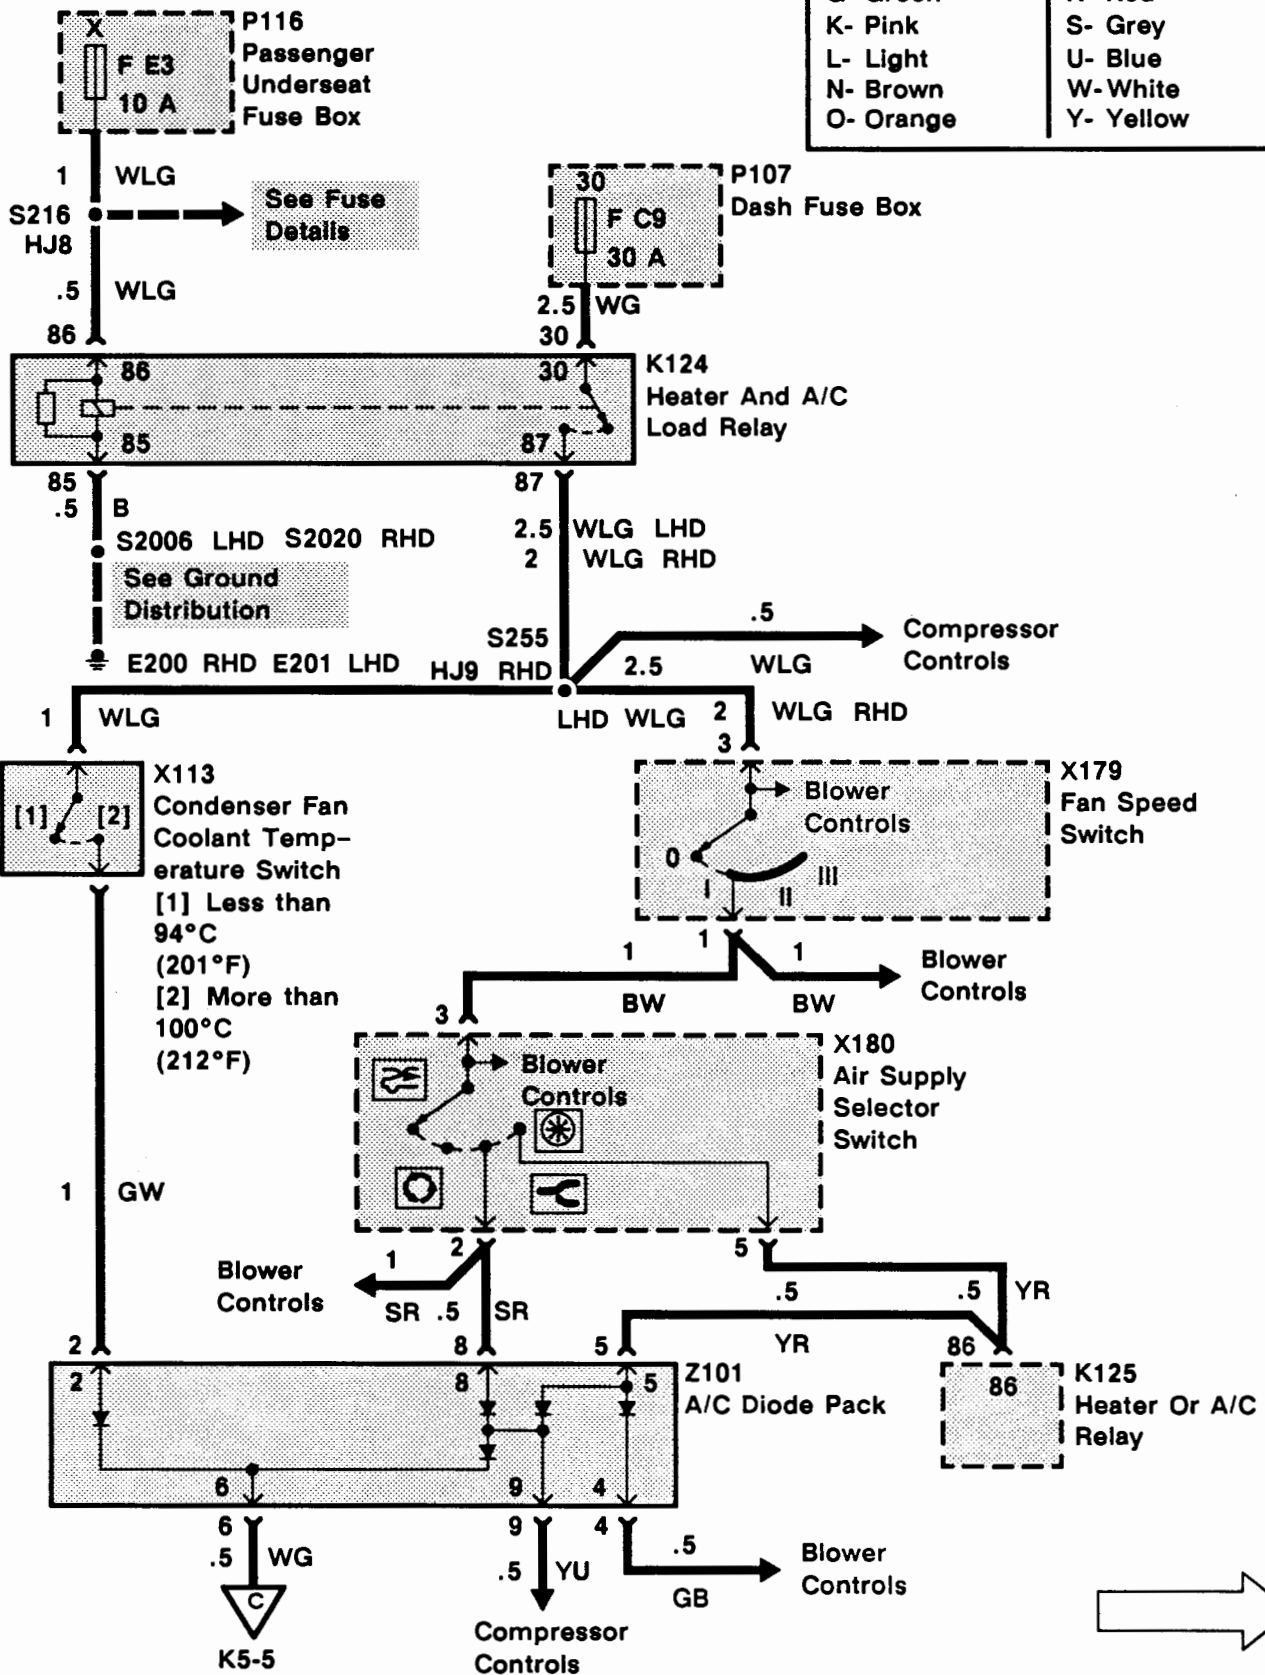 P116
Passenger
Underseat
Fuse Box
X
F E3
10 A
K- Pink
L- Light
N- Brown
O- Orange
S- Grey
U- Blue
W- White
Y- Yellow
1 WLG
S216
HJ8
See Fuse
Details
.5 WLG
86
P107
Dash Fuse Box
30
F C9
30 A
2.5 WG
30
K124
Heater And A/C
Load Relay
86
85
30
87
85
.5 B
87
S2006 LHD S2020 RHD
See Ground
Distribution
E200 RHD E201 LHD
2.5 WLG LHD
2 WLG RHD
S255
HJ9 RHD
.5
WLG
Compressor
Controls
2.5
LHD WLG
2 WLG RHD
3
1 WLG
X113
Condenser Fan
Coolant Temp-
erature Switch
[1] Less than
94°C
(201°F)
[2] More than
100°C
(212°F)
[1] [2]
X179
Fan Speed
Switch
Blower
Controls
0
I
II
III
1
1
BW
1
BW
Blower
Controls
3
X180
Air Supply
Selector
Switch
Blower
Controls
1 GW
2
5
Blower
Controls
1
SR
.5 SR
.5
YR
.5 YR
2
8
5
86
Z101
A/C Diode Pack
2
8
5
6
9
4
K125
Heater Or A/C
Relay
86
6
.5 WG
C
K5-5
9
.5 YU
Compressor
Controls
4
.5
GB
Blower
Controls